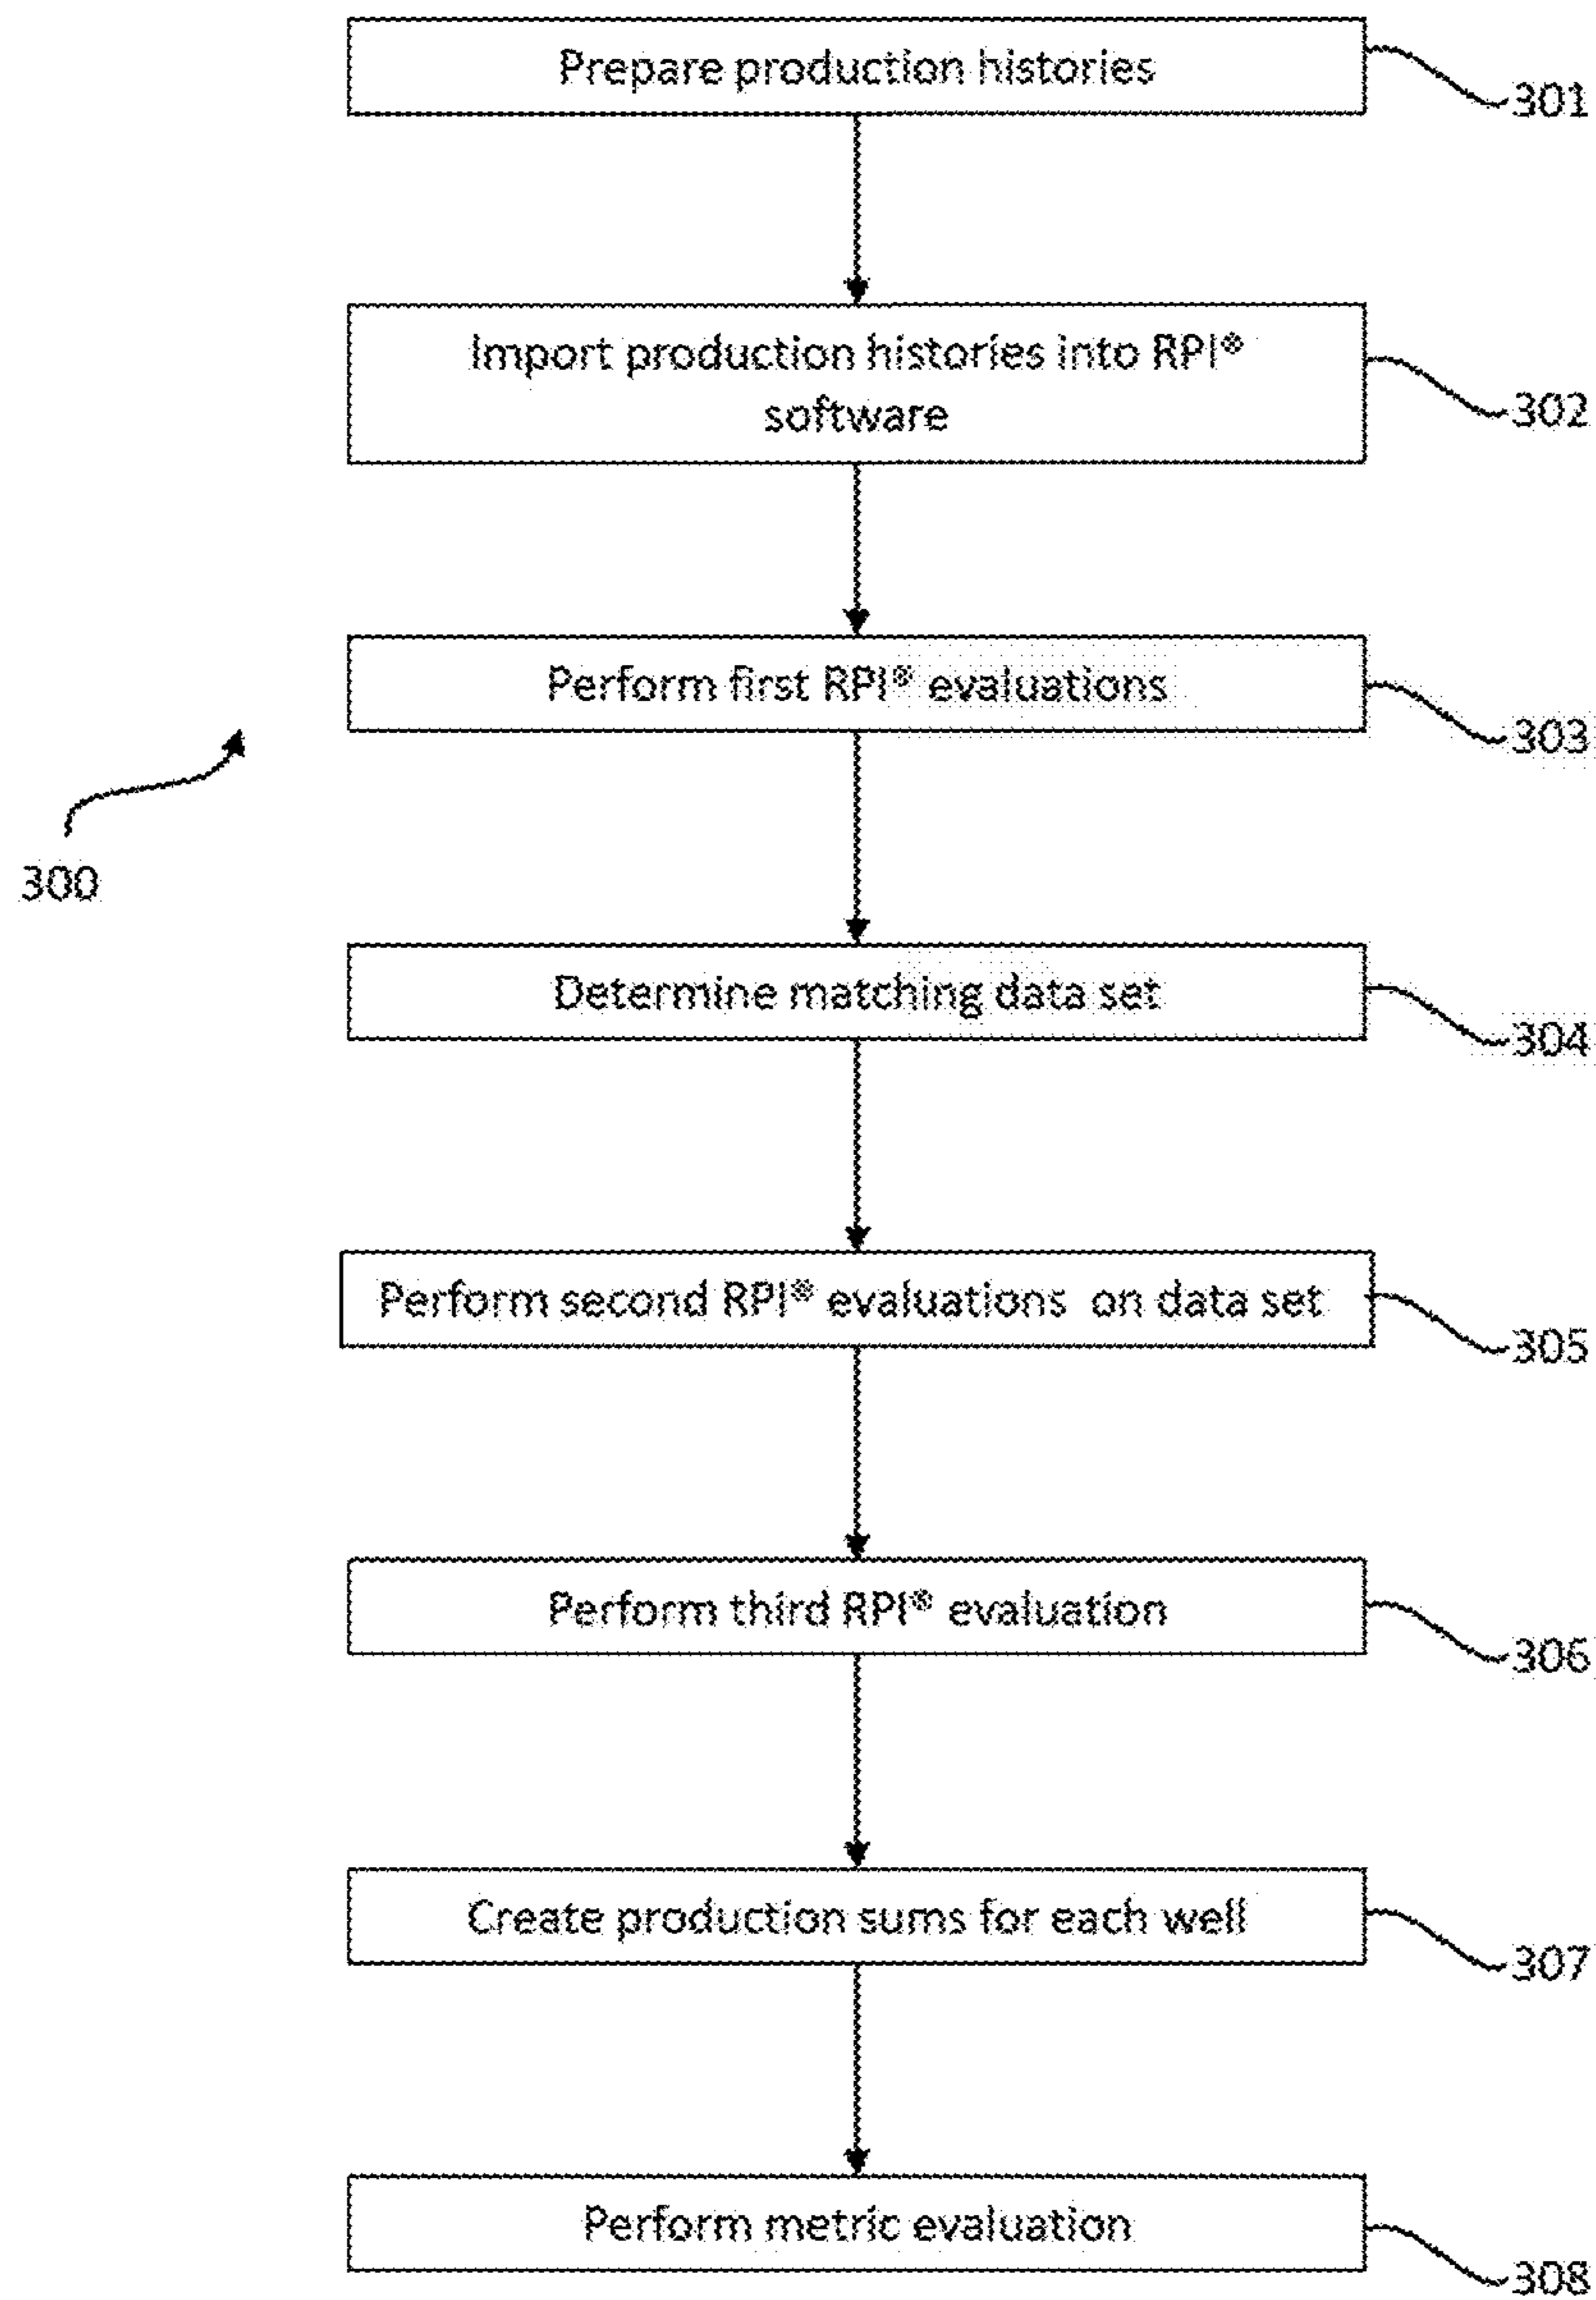 Prepare production histories
301
Import production histories into RPI®
software
302
Perform first RPI® evaluations
303
300
Determine matching data set
304
Perform second RPI® evaluations on data set
305
Perform third RPI® evaluation
306
Create production sums for each well
307
Perform metric evaluation
308